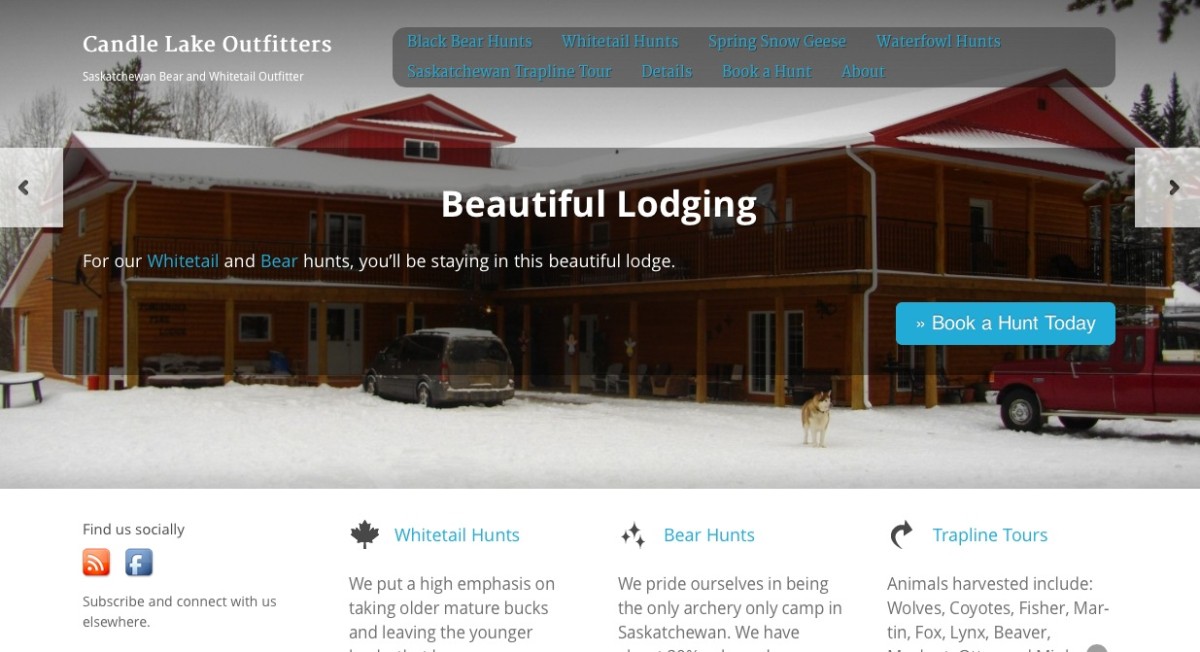 Candle Lake Outfitters
Saskatchewan Bear and Whitetail Outfitter
Black Bear Hunts Whitetail Hunts Spring Snow Geese Waterfowl Hunts
Saskatchewan Trapline Tour Details Book a Hunt About
Beautiful Lodging
For our Whitetail and Bear hunts, you'll be staying in this beautiful lodge.
» Book a Hunt Today
Find us socially
Subscribe and connect with us
elsewhere.
Whitetail Hunts
We put a high emphasis on
taking older mature bucks
and leaving the younger
Bear Hunts
We pride ourselves in being
the only archery only camp in
Saskatchewan. We have
Trapline Tours
Animals harvested include:
Wolves, Coyotes, Fisher, Mar-
tin, Fox, Lynx, Beaver,